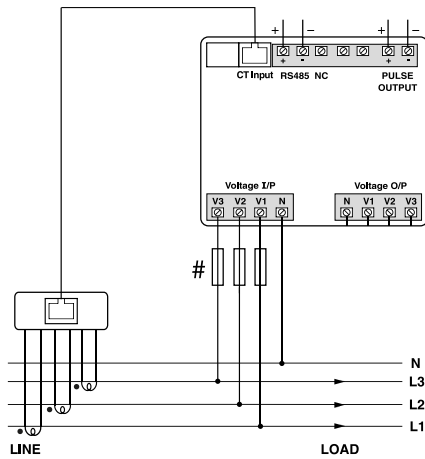 + − + −
+ - + -
CT Input RS485 NC PULSE OUTPUT
Voltage I/P Voltage O/P
V3 V2 V1 N N V1 V2 V3
#
N
L3
L2
L1
LINE LOAD